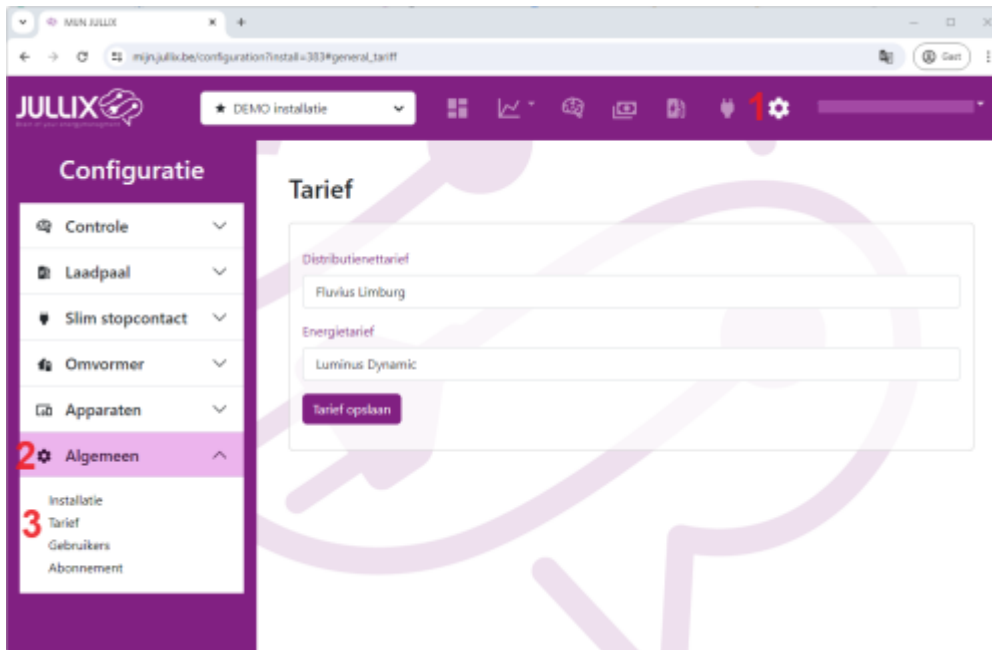 MIJN JULLIX
mijn.jullix.be/configuration?install=383#general_tariff
Gast
JULLIX
★ DEMO installatie
1
Configuratie
Controle
Laadpaal
Slim stopcontact
Omvormer
Apparaten
2 Algemeen
Installatie
3 Tarief
Gebruikers
Abonnement
Tarief
Distributienettarief
Fluvius Limburg
Energietarief
Luminus Dynamic
Tarief opslaan